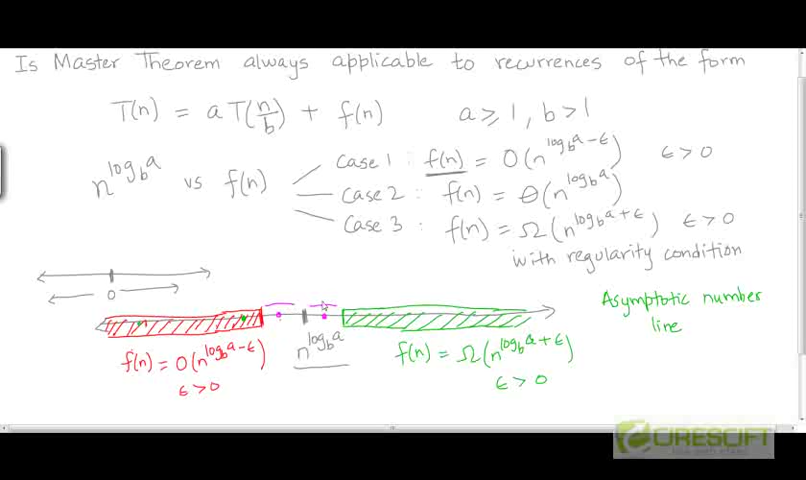 Is Master Theorem always applicable to recurrences of the form
T(n) = a T(n/b) + f(n)   a ≥ 1, b > 1
n^{log_b a} vs f(n)
Case 1 : f(n) = O(n^{log_b a - ε})   ε > 0
Case 2 : f(n) = Θ(n^{log_b a})
Case 3 : f(n) = Ω(n^{log_b a + ε})   ε > 0
with regularity condition
0
Asymptotic number
line
f(n) = O(n^{log_b a - ε})
ε > 0
n^{log_b a}
f(n) = Ω(n^{log_b a + ε})
ε > 0